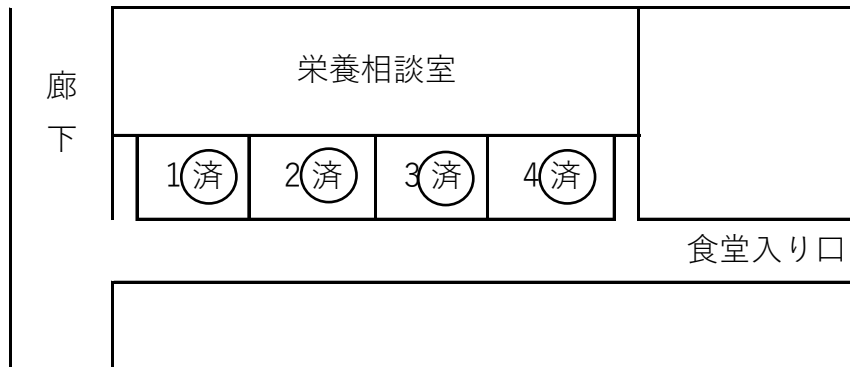 栄養相談室
廊
下
1済 2済 3済 4済
食堂入り口